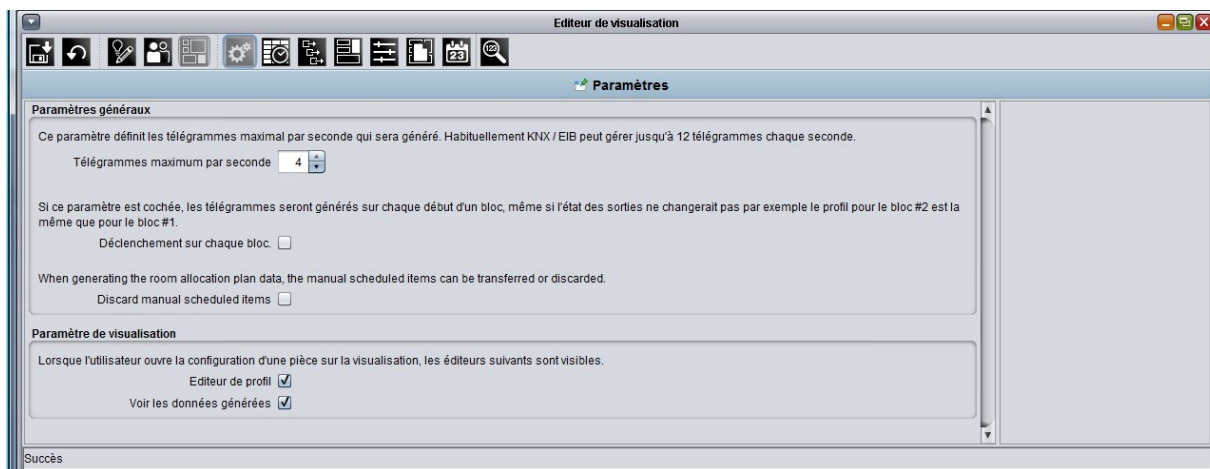 Editeur de visualisation
23
123
Paramètres
Paramètres généraux
Ce paramètre définit les télégrammes maximal par seconde qui sera généré. Habituellement KNX / EIB peut gérer jusqu'à 12 télégrammes chaque seconde.
Télégrammes maximum par seconde 4
Si ce paramètre est cochée, les télégrammes seront générés sur chaque début d'un bloc, même si l'état des sorties ne changerait pas par exemple le profil pour le bloc #2 est la
même que pour le bloc #1.
Déclenchement sur chaque bloc.
When generating the room allocation plan data, the manual scheduled items can be transferred or discarded.
Discard manual scheduled items
Paramètre de visualisation
Lorsque l'utilisateur ouvre la configuration d'une pièce sur la visualisation, les éditeurs suivants sont visibles.
Editeur de profil
Voir les données générées
Succès